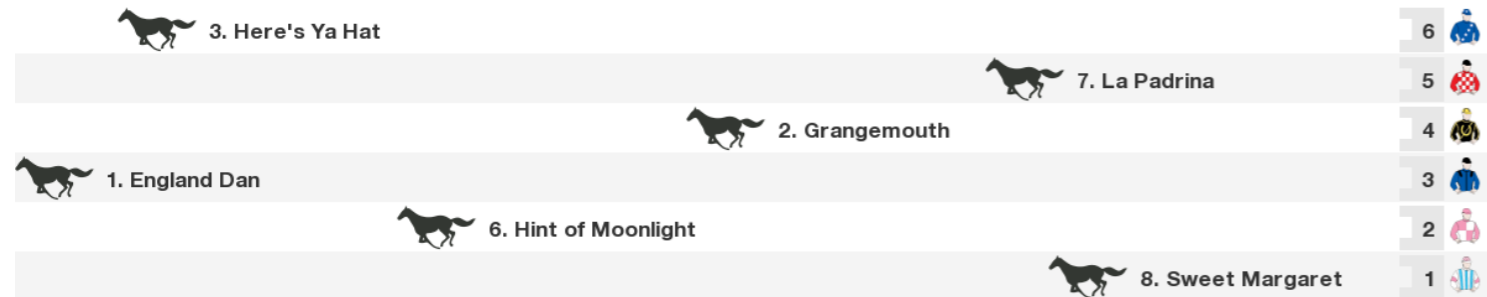 3. Here's Ya Hat 6
7. La Padrina 5
2. Grangemouth 4
1. England Dan 3
6. Hint of Moonlight 2
8. Sweet Margaret 1